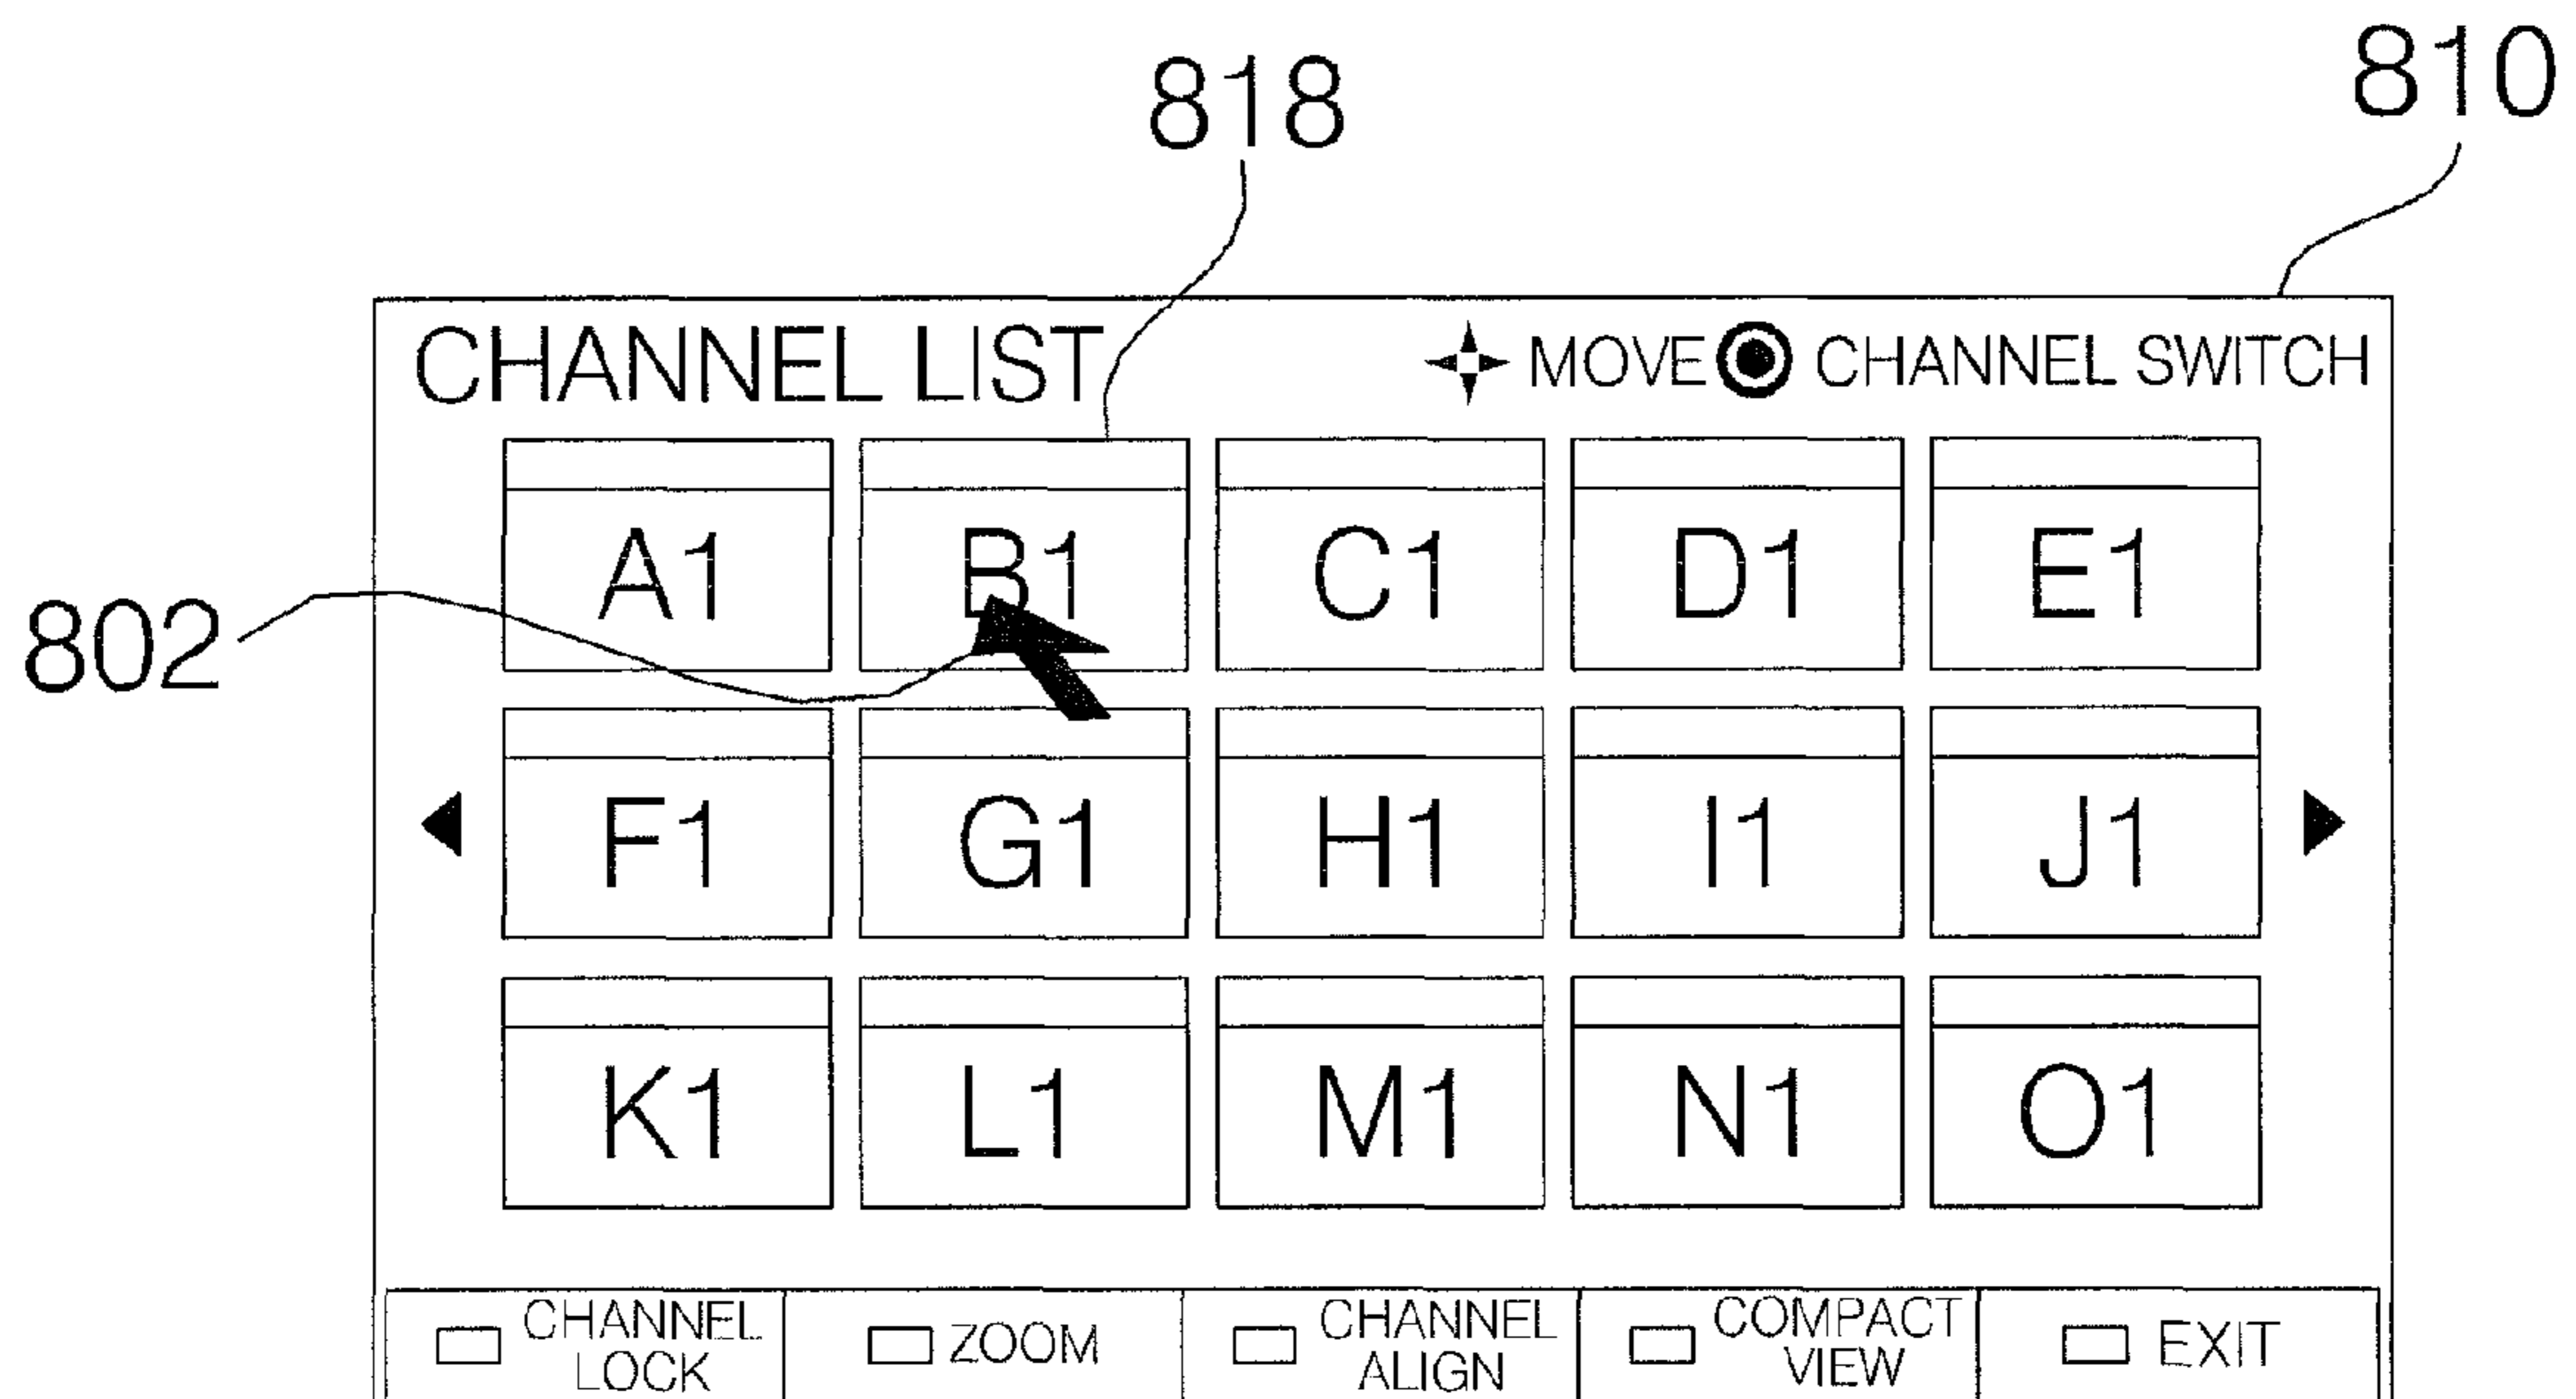 810
818
CHANNEL LIST MOVE CHANNEL SWITCH
A1 B1 C1 D1 E1
802
F1 G1 H1 I1 J1
K1 L1 M1 N1 O1
CHANNEL LOCK ZOOM CHANNEL ALIGN COMPACT VIEW EXIT